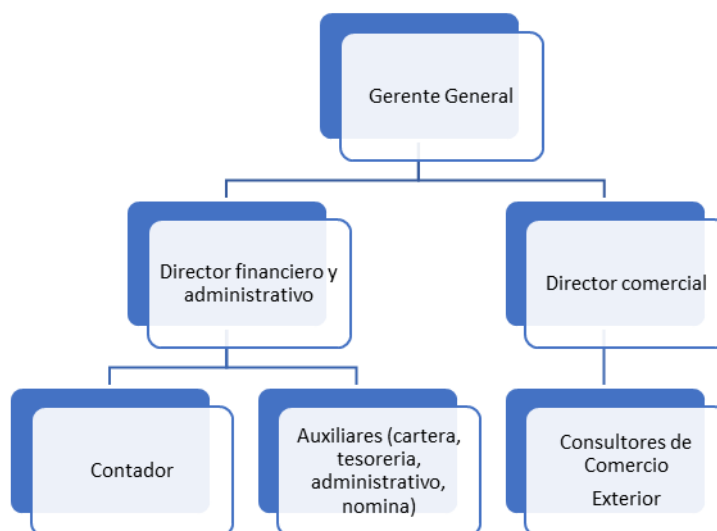 Gerente General
Director financiero y
administrativo
Director comercial
Contador
Auxiliares (cartera,
tesoreria,
administrativo,
nomina)
Consultores de
Comercio
Exterior